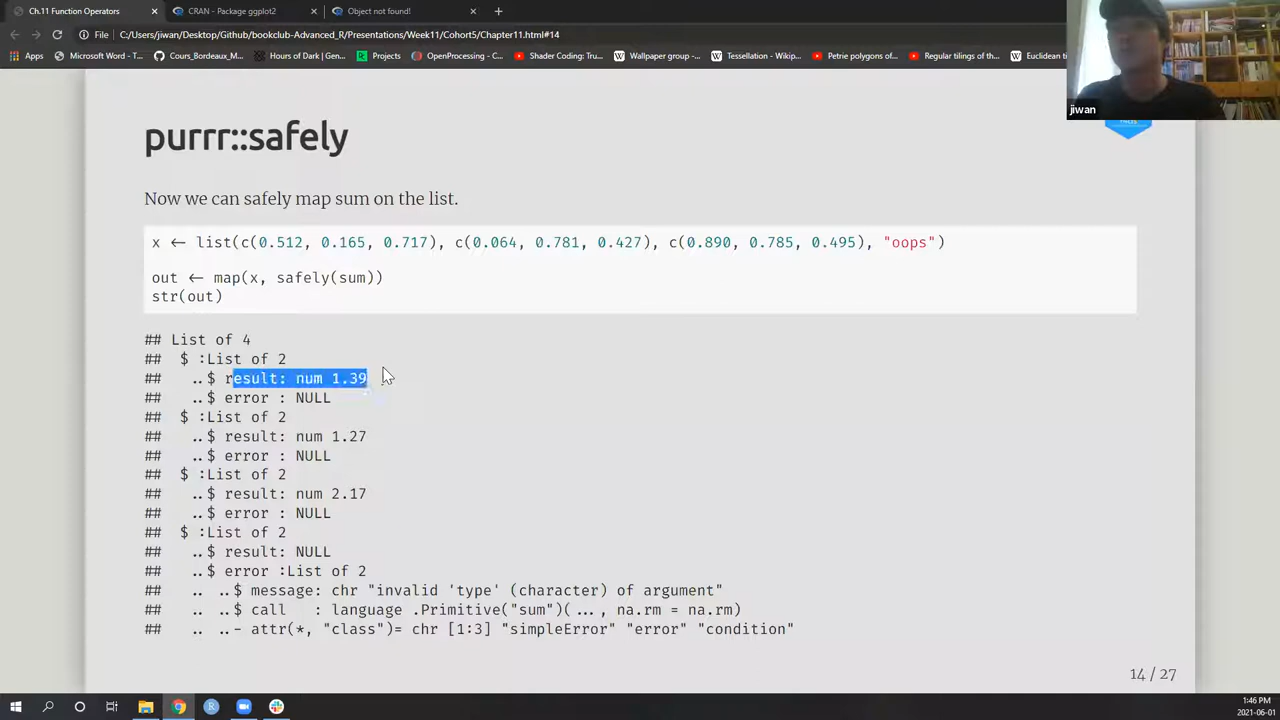 Ch.11 Function Operators
CRAN - Package ggplot2
Object not found!
File
C:/Users/jiwan/Desktop/Github/bookclub-Advanced_R/Presentations/Week11/Cohort5/Chapter11.html#14
Apps
Microsoft Word - T...
Cours_Bordeaux_M...
Hours of Dark | Gen...
Projects
OpenProcessing - C...
Shader Coding: Tru...
Wallpaper group -...
Tessellation - Wikip...
Petrie polygons of...
Regular tilings of th...
Euclidean ti
jiwan
purrr::safely
Now we can safely map sum on the list.
x ← list(c(0.512, 0.165, 0.717), c(0.064, 0.781, 0.427), c(0.890, 0.785, 0.495), "oops")
out ← map(x, safely(sum))
str(out)
## List of 4
## $ :List of 2
## ..$ result: num 1.39
## ..$ error : NULL
## $ :List of 2
## ..$ result: num 1.27
## ..$ error : NULL
## $ :List of 2
## ..$ result: num 2.17
## ..$ error : NULL
## $ :List of 2
## ..$ result: NULL
## ..$ error :List of 2
## .. ..$ message: chr "invalid 'type' (character) of argument"
## .. ..$ call : language .Primitive("sum")(..., na.rm = na.rm)
## .. ..- attr(*, "class")= chr [1:3] "simpleError" "error" "condition"
14 / 27
1:46 PM
2021-06-01